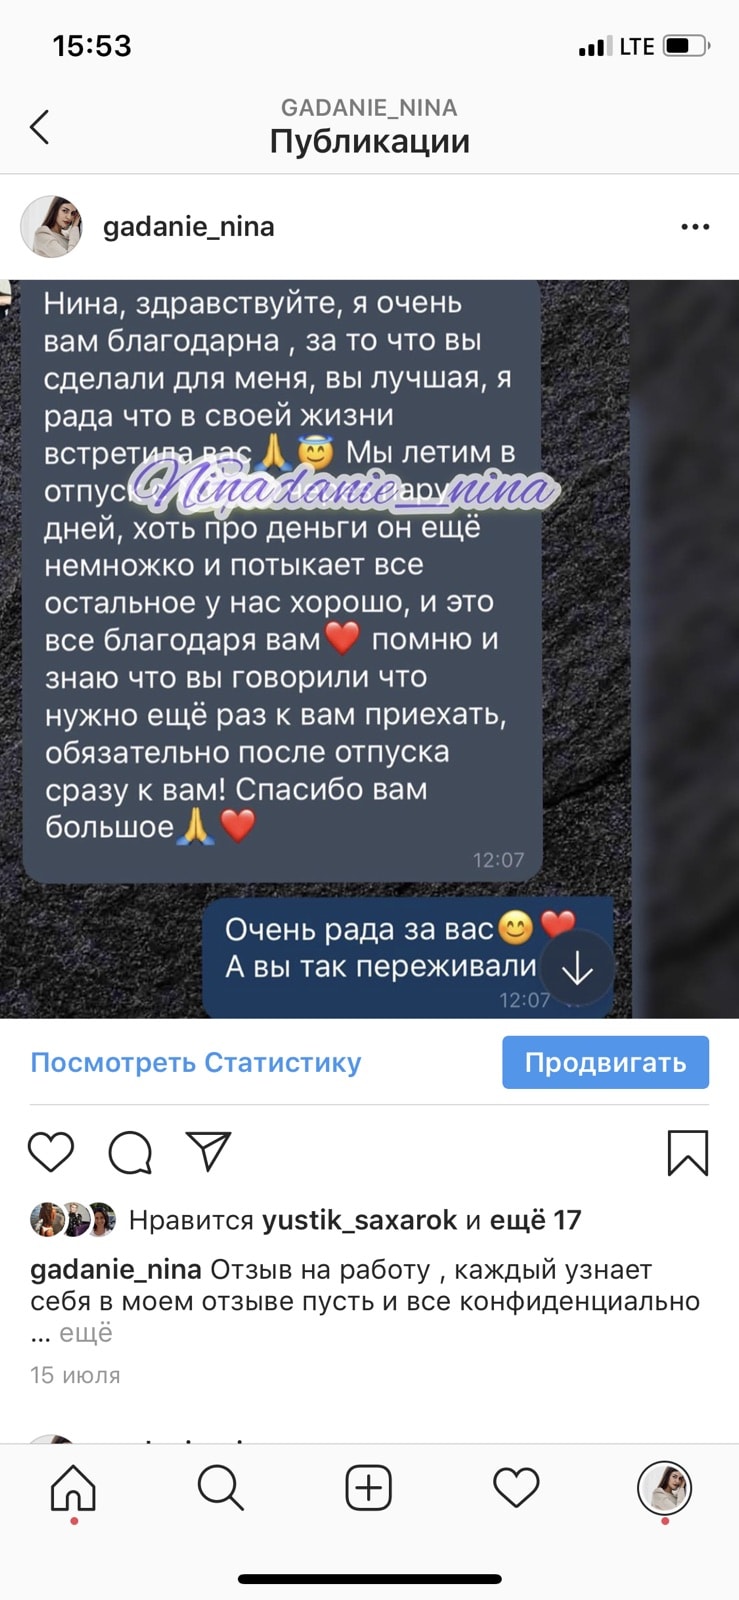 15:53
LTE
GADANIE_NINA
Публикации
gadanie_nina
Нина, здравствуйте, я очень
вам благодарна , за то что вы
сделали для меня, вы лучшая, я
рада что в своей жизни
встретила вас🙏😇 Мы летим в
дней, хоть про деньги он ещё
немножко и потыкает все
остальное у нас хорошо, и это
все благодаря вам❤️ помню и
знаю что вы говорили что
нужно ещё раз к вам приехать,
обязательно после отпуска
сразу к вам! Спасибо вам
большое🙏❤️
12:07
Очень рада за вас😊❤️
А вы так переживали
12:07
Посмотреть Статистику
Продвигать
Нравится yustik_saxarok и ещё 17
gadanie_nina Отзыв на работу , каждый узнает
себя в моем отзыве пусть и все конфиденциально
... ещё
15 июля